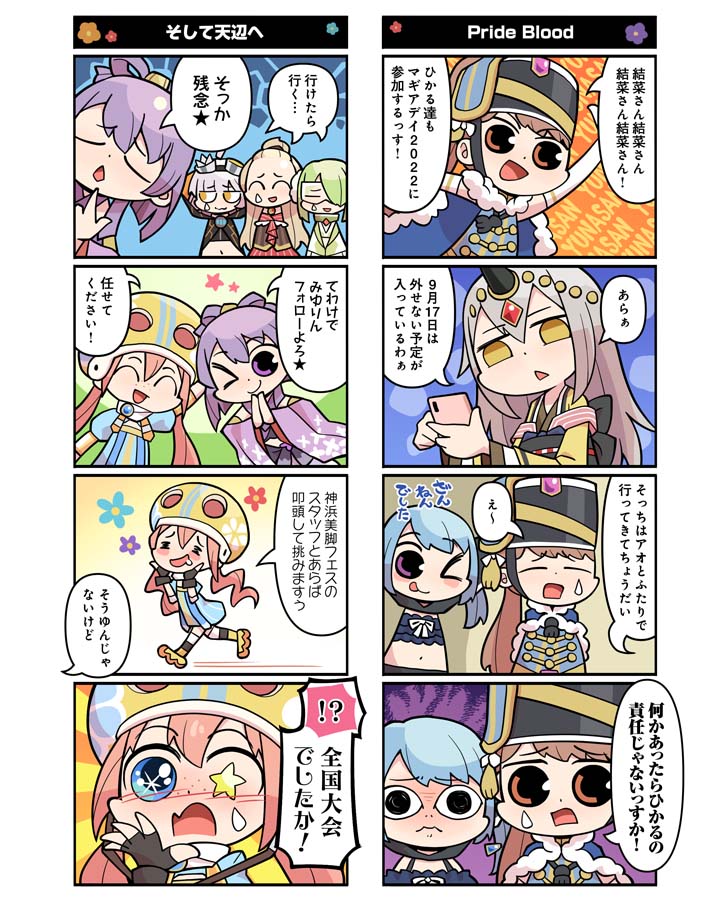 Pride Blood
結菜さん結菜さん
結菜さん結菜さん！
ひかる達も
マギアデイ2022に
参加するっす！
YUNASAN
YUNASAN
あらぁ
9月17日は
外せない予定が
入っているわぁ
そっちはアオとふたりで
行ってきてちょうだい
え〜
ざん
ねん
でした
何かあったらひかるの
責任じゃないっすか！
そして天辺へ
行けたら
行く…
そっか
残念★
てわけで
みゆりん
フォローよろ★
任せて
ください！
神浜美脚フェスの
スタッフとあらば
叩頭して挑みますぅ
そうゆんじゃ
ないけど
!?
全国大会
でしたか！